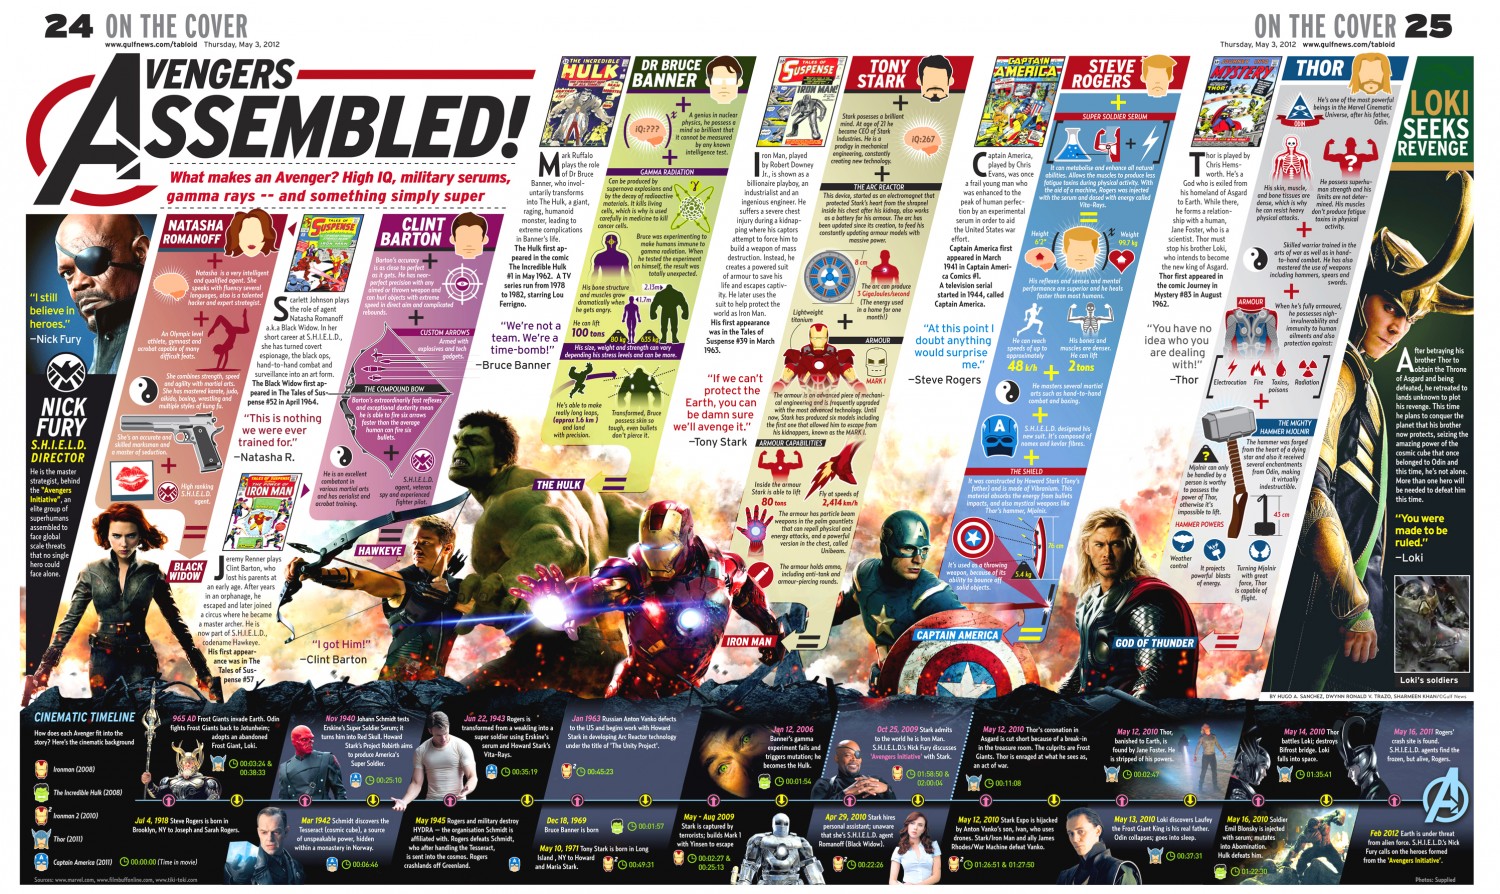 24 ON THE COVER
www.gulfnews.com/tabloid Thursday, May 3, 2012
ON THE COVER 25
Thursday, May 3, 2012 www.gulfnews.com/tabloid
AVENGERS
ASSEMBLED!
What makes an Avenger? High IQ, military serums,
gamma rays -- and something simply super
"I still
believe in
heroes."
—Nick Fury
NICK
FURY
S.H.I.E.L.D.
DIRECTOR
He is the master
strategist, behind
the "Avengers
Initiative", an
elite group of
superhumans
assembled to
face global
scale threats
that no single
hero could
face alone.
NATASHA
ROMANOFF
Natasha is a very intelligent
and qualified agent. She
speaks with fluency several
languages, also is a talented
harker and expert strategist.
An Olympic level
athlete, gymnast and
acrobat capable of many
difficult feats.
She combines strength, speed
and agility with martial arts.
She has mastered karate, judo,
aikido, boxing, wrestling and
multiple styles of kung fu.
She's an accurate and
skilled marksman and
a master of seduction.
High ranking
S.H.I.E.L.D.
agent.
BLACK
WIDOW
Scarlett Johnson plays
the role of agent
Natasha Romanoff
a.k.a Black Widow. In her
short career at S.H.I.E.L.D.,
she has turned covert
espionage, the black ops,
hand-to-hand combat and
surveillance into an art form.
The Black Widow first ap-
peared in the Tales of Sus-
pense #52 in April 1964.
"This is nothing
we were ever
trained for."
—Natasha R.
Jeremy Renner plays
Clint Barton, who
lost his parents at
an early age. After years
in an orphanage, he
escaped and later joined
a circus where he became
a master archer. He is
now part of S.H.I.E.L.D.,
codename Hawkeye.
His first appear-
ance was in The
Tales of Sus-
pense #57
CLINT
BARTON
Barton's accuracy
is as close to perfect
as it gets. He has near-
perfect precision with any
aimed or thrown weapon and
can hurl objects with extreme
speed in distant and complicated
rebounds.
CUSTOM ARROWS
Armed with
explosives and tech
gadgets.
THE COMPOUND BOW
Barton's extraordinarily fast reflexes
and exceptional dexterity mean
he is able to fire six arrows
faster than the average
human can fire six
bullets.
He is an excellent
combatant in
various martial arts
and has aerialist and
acrobat training.
S.H.I.E.L.D.
agent, veteran
spy and experienced
fighter pilot.
HAWKEYE
"I got Him!"
—Clint Barton
THE INCREDIBLE
HULK
Mark Ruffalo
plays the role
of Dr Bruce
Banner, who invol-
untarily transforms
into The Hulk, a giant,
raging, humanoid
monster, leading to
extreme complications
in Banner's life.
The Hulk first ap-
peared in the comic
The Incredible Hulk
#1 in May 1962. A TV
series run from 1978
to 1982, starring Lou
Ferrigno.
"We're not a
team. We're a
time-bomb!"
—Bruce Banner
DR BRUCE
BANNER
iQ:???
A genius in nuclear
physics, he possess a
mind so brilliant that
it cannot be measured
by any known
intelligence test.
GAMMA RADIATION
Can be produced by
supernova explosions and
by the decay of radioactive
materials. It kills living
cells, which is why is used
carefully in medicine to kill
cancer cells.
Bruce was experimenting to
make humans immune to
gamma radiation. When
he tested the experiment
on himself, the result was
totally unexpected.
His bone structure
and muscles grow
dramatically when
he gets angry.
2.13m
1.7m
He can lift
100 tons
80 kg
635 kg
His size, weight and strength can vary
depending his stress levels and can be more.
He's able to make
really long leaps,
(approx 1.6 km )
and land
with precision.
Transformed, Bruce
possess skin so
tough, even bullets
don't pierce it.
THE HULK
TALES OF
SUSPENSE
IRON MAN!
Iron Man, played
by Robert Downey
Jr., is shown as a
billionaire playboy, an
industrialist and an
ingenious engineer. He
suffers a severe chest
injury during a kidnap-
ping where his captors
attempt to force him to
build a weapon of mass
destruction. Instead, he
creates a powered suit
of armour to save his
life and escapes captiv-
ity. He later uses the
suit to help protect the
world as Iron Man.
His first appearance
was in the Tales of
Suspense #39 in March
1963.
"If we can't
protect the
Earth, you can
be damn sure
we'll avenge it."
—Tony Stark
TONY
STARK
Stark possess a brilliant
mind. At age of 21 he
became CEO of Stark
Industries. He is a
prodigy in mechanical
engineering, constantly
creating new technology.
iQ:267
THE ARC REACTOR
This device, started as an electromagnet that
protected Stark's heart from the shrapnel
inside his chest after his kidnap, also works
as a battery for his armour. The arc has
been updated since its creation, to feed his
constantly updating armour models with
massive power.
8 cm
The arc can produce
3 GigaJoules/second
(The energy used
in a home for one
month!)
Lightweight
titanium
ARMOUR
MARK I
The armour is an advanced piece of mechani-
cal engineering and is frequently upgraded
with the most advanced technology. Until
now, Stark has produced six models including
the first one that allowed him to escape from
his kidnappers, known as the MARK I.
ARMOUR CAPABILITIES
Inside the armour
Stark is able to lift
80 tons
Fly at speeds of
2,414 km/h
The armour has particle beam
weapons in the palm gauntlets
that can repel physical and
energy attacks, and a powerful
version in the chest, called
Unibeam.
The armour holds ammo,
including anti-tank and
armour-piercing rounds.
IRON MAN
CAPTAIN
AMERICA
Captain America,
played by Chris
Evans, was once
a frail young man who
was enhanced to the
peak of human perfec-
tion by an experimental
serum in order to aid
the United States war
effort.
Captain America first
appeared in March
1941 in Captain Ameri-
ca Comics #1.
A television serial
started in 1944, called
Captain America.
"At this point I
doubt anything
would surprise
me."
—Steve Rogers
STEVE
ROGERS
SUPER SOLDIER SERUM
It can metabolise and enhance all natural
abilities. Allows the muscles to produce less
fatigue toxins during physical activity. With
the aid of a machine, Rogers was injected
with the serum and dosed with energy called
Vita-Rays.
Height
6'2"
Weight
99.7 kg
His reflexes and senses and mental
performance are superior and he heals
faster than most humans.
He can reach
speeds of up to
approximately
48 k/h
His bones and
muscles are denser.
He can lift
2 tons
He masters several martial
arts such as hand-to-hand
combat and boxing.
S.H.I.E.L.D. designed his
new suit. It's composed of
nomex and kevlar fibres.
THE SHIELD
It was constructed by Howard Stark (Tony's
father) and is made of Vibranium. This
material absorbs the energy from bullets
impacts, and also mythical weapons like
Thor's hammer, Mjolnir.
76 cm
5.4 kg
It's used as a throwing
weapon, because of its
ability to bounce off
solid objects.
CAPTAIN AMERICA
MYSTERY
Thor is played by
Chris Hems-
worth. He's a God
who is exiled from
his homeland of Asgard
to Earth. While there,
he forms a relation-
ship with a human,
Jane Foster, who is a
scientist. Thor must
stop his brother Loki,
who intends to become
the new king of Asgard.
Thor first appeared in
the comic Journey in
Mystery #83 in August
1962.
"You have no
idea who you
are dealing
with!"
—Thor
THOR
He's one of the most powerful
beings in the Marvel Cinematic
Universe, after his father,
Odin.
ODIN
His skin, muscle,
and bone tissues are
dense, which is why
he can resist heavy
physical attacks.
He possess superhu-
man strength and his
limits are not deter-
mined. His muscles
don't produce fatigue
toxins in physical
activity.
Skilled warrior trained in the
arts of war as well as in hand-
to-hand combat. He has also
mastered the use of weapons
including hammers, spears and
swords.
ARMOUR
When he's fully armoured,
he possesses nigh-
invulnerability and
immunity to human
ailments and also
protection against:
Electrocution
Fire
Toxins,
poisons
Radiation
THE MIGHTY
HAMMER MJOLNIR
The hammer was forged
from the heart of a dying
star and also it received
several enchantments
from Odin, making
it virtually
indestructible.
Mjolnir can only
be handled by a
person is worthy
to possess the
power of Thor,
otherwise it's
impossible to lift.
43 cm
HAMMER POWERS
Weather
control
It projects
powerful blasts
of energy.
Turning Mjolnir
with great
force, Thor
is capable of
flight.
GOD OF THUNDER
LOKI
SEEKS
REVENGE
After betraying his
brother Thor to
obtain the Throne
of Asgard and being
defeated, he retreated to
lands unknown to plot
his revenge. This time
he plans to conquer the
planet that his brother
now protects, seizing the
amazing power of the
cosmic cube that once
belonged to Odin and
this time, he's not alone.
More than one hero will
be needed to defeat him
this time.
"You were
made to be
ruled."
—Loki
Loki's soldiers
BY HUGO A. SANCHEZ, DWYNN RONALD V. TRAZO, SHARMEEN KHAN/©Gulf News
CINEMATIC TIMELINE
How does each Avenger fit into the
story? Here's the cinematic background
Ironman (2008)
The Incredible Hulk (2008)
Ironman 2 (2010)
Thor (2011)
Captain America (2011)
00:00:00 (Time in movie)
Sources: www.marvel.com, www.filmbuffonline.com, www.tiki-toki.com
965 AD Frost Giants invade Earth. Odin
fights Frost Giants back to Jotunheim;
adopts an abandoned
Frost Giant, Loki.
00:03:24 &
00:38:33
Jul 4, 1918 Steve Rogers is born in
Brooklyn, NY to Joseph and Sarah Rogers.
Nov 1940 Johann Schmidt tests
Erskine's Super Soldier Serum; it
turns him into Red Skull. Howard
Stark's Project Rebirth aims
to produce America's
Super Soldier.
00:25:10
Mar 1942 Schmidt discovers the
Tesseract (cosmic cube), a source
of unspeakable power, hidden
within a monastery in Norway.
00:06:46
Jun 22, 1943 Rogers is
transformed from a weakling into a
super soldier using Erskine's
serum and Howard Stark's
Vita-Rays.
00:35:19
May 1945 Rogers and military destroy
HYDRA — the organisation Schmidt is
affiliated with. Rogers defeats Schmidt,
who after handling the Tesseract,
is sent into the cosmos. Rogers
crashlands off Greenland.
Jan 1963 Russian Anton Vanko defects
to the US and begins work with Howard
Stark in developing Arc Reactor technology
under the title of 'The Unity Project'.
00:45:23
Dec 18, 1969
Bruce Banner is born
00:01:57
May 10, 1971 Tony Stark is born in Long
Island , NY to Howard
and Maria Stark.
00:49:31
Jan 12, 2006
Banner's gamma
experiment fails and
triggers mutation; he
becomes the Hulk.
00:01:54
May - Aug 2009
Stark is captured by
terrorists; builds Mark 1
with Yinsen to escape
00:02:27 &
00:25:13
Oct 25, 2009 Stark admits
to the world he is Iron Man.
S.H.I.E.L.D's Nick Fury discusses
'Avengers Initiative' with Stark.
01:58:50 &
02:00:04
Apr 29, 2010 Stark hires
personal assistant; unaware
that she's S.H.I.E.L.D. agent
Romanoff (Black Widow).
00:22:26
May 12, 2010 Thor's coronation in
Asgard is cut short because of a break-in
in the treasure room. The culprits are Frost
Giants. Thor is enraged at what he sees as,
an act of war.
00:11:08
May 12, 2010 Stark Expo is hijacked
by Anton Vanko's son, Ivan, who uses
drones. Stark/Iron Man and ally James
Rhodes/War Machine defeat Vanko.
01:26:51 & 01:27:50
May 12, 2010 Thor,
banished to Earth, is
found by Jane Foster. He
is stripped of his powers.
00:02:47
May 13, 2010 Loki discovers Laufey
the Frost Giant King is his real father.
Odin collapses; goes into sleep.
00:37:31
May 14, 2010 Thor
battles Loki; destroys
Bifrost bridge. Loki
falls into space.
01:35:41
May 16, 2010 Soldier
Emil Blonsky is injected
with serum; mutates
into Abomination.
Hulk defeats him.
01:22:30
May 16, 2011 Rogers'
crash site is found.
S.H.I.E.L.D. agents find the
frozen, but alive, Rogers.
Feb 2012 Earth is under threat
from alien force. S.H.I.E.L.D.'s Nick
Fury calls on the heroes formed
from the 'Avengers Initiative'.
Photos: Supplied